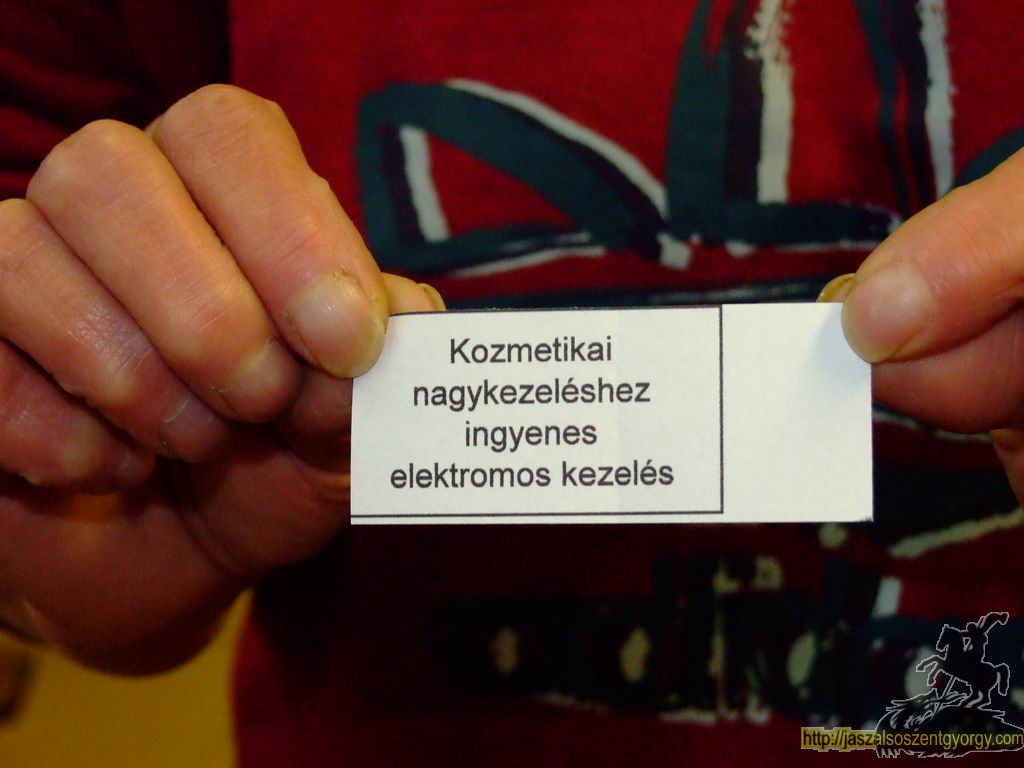 Kozmetikai
nagykezeléshez
ingyenes
elektromos kezelés
http://jaszalsoszentgyorgy.com